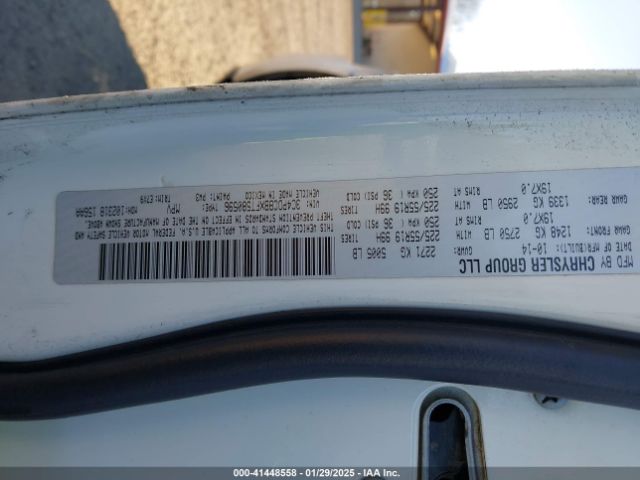 MFD BY CHRYSLER GROUP LLC
DATE OF MFR(BUILT): 10-14 GVWR: 2271 KG 5005 LB
GAWR FRONT: 1248 KG 2750 LB WITH 225/55R19 99H TIRES
19X7.0 RIMS AT 250 KPA ( 36 PSI) COLD
GAWR REAR: 1339 KG 2950 LB WITH 225/55R19 99H TIRES
19X7.0 RIMS AT 250 KPA ( 36 PSI) COLD
THIS VEHICLE CONFORMS TO ALL APPLICABLE U.S.A. FEDERAL MOTOR VEHICLE SAFETY AND
THEFT PREVENTION STANDARDS IN EFFECT ON THE DATE OF MANUFACTURE SHOWN ABOVE.
VIN: TYPE: MPV MDH: 102318 156AA
VEHICLE MADE IN MEXICO PAINT: PW3 TRIM: E7V9
000-41448558 - 01/29/2025 - IAA Inc.